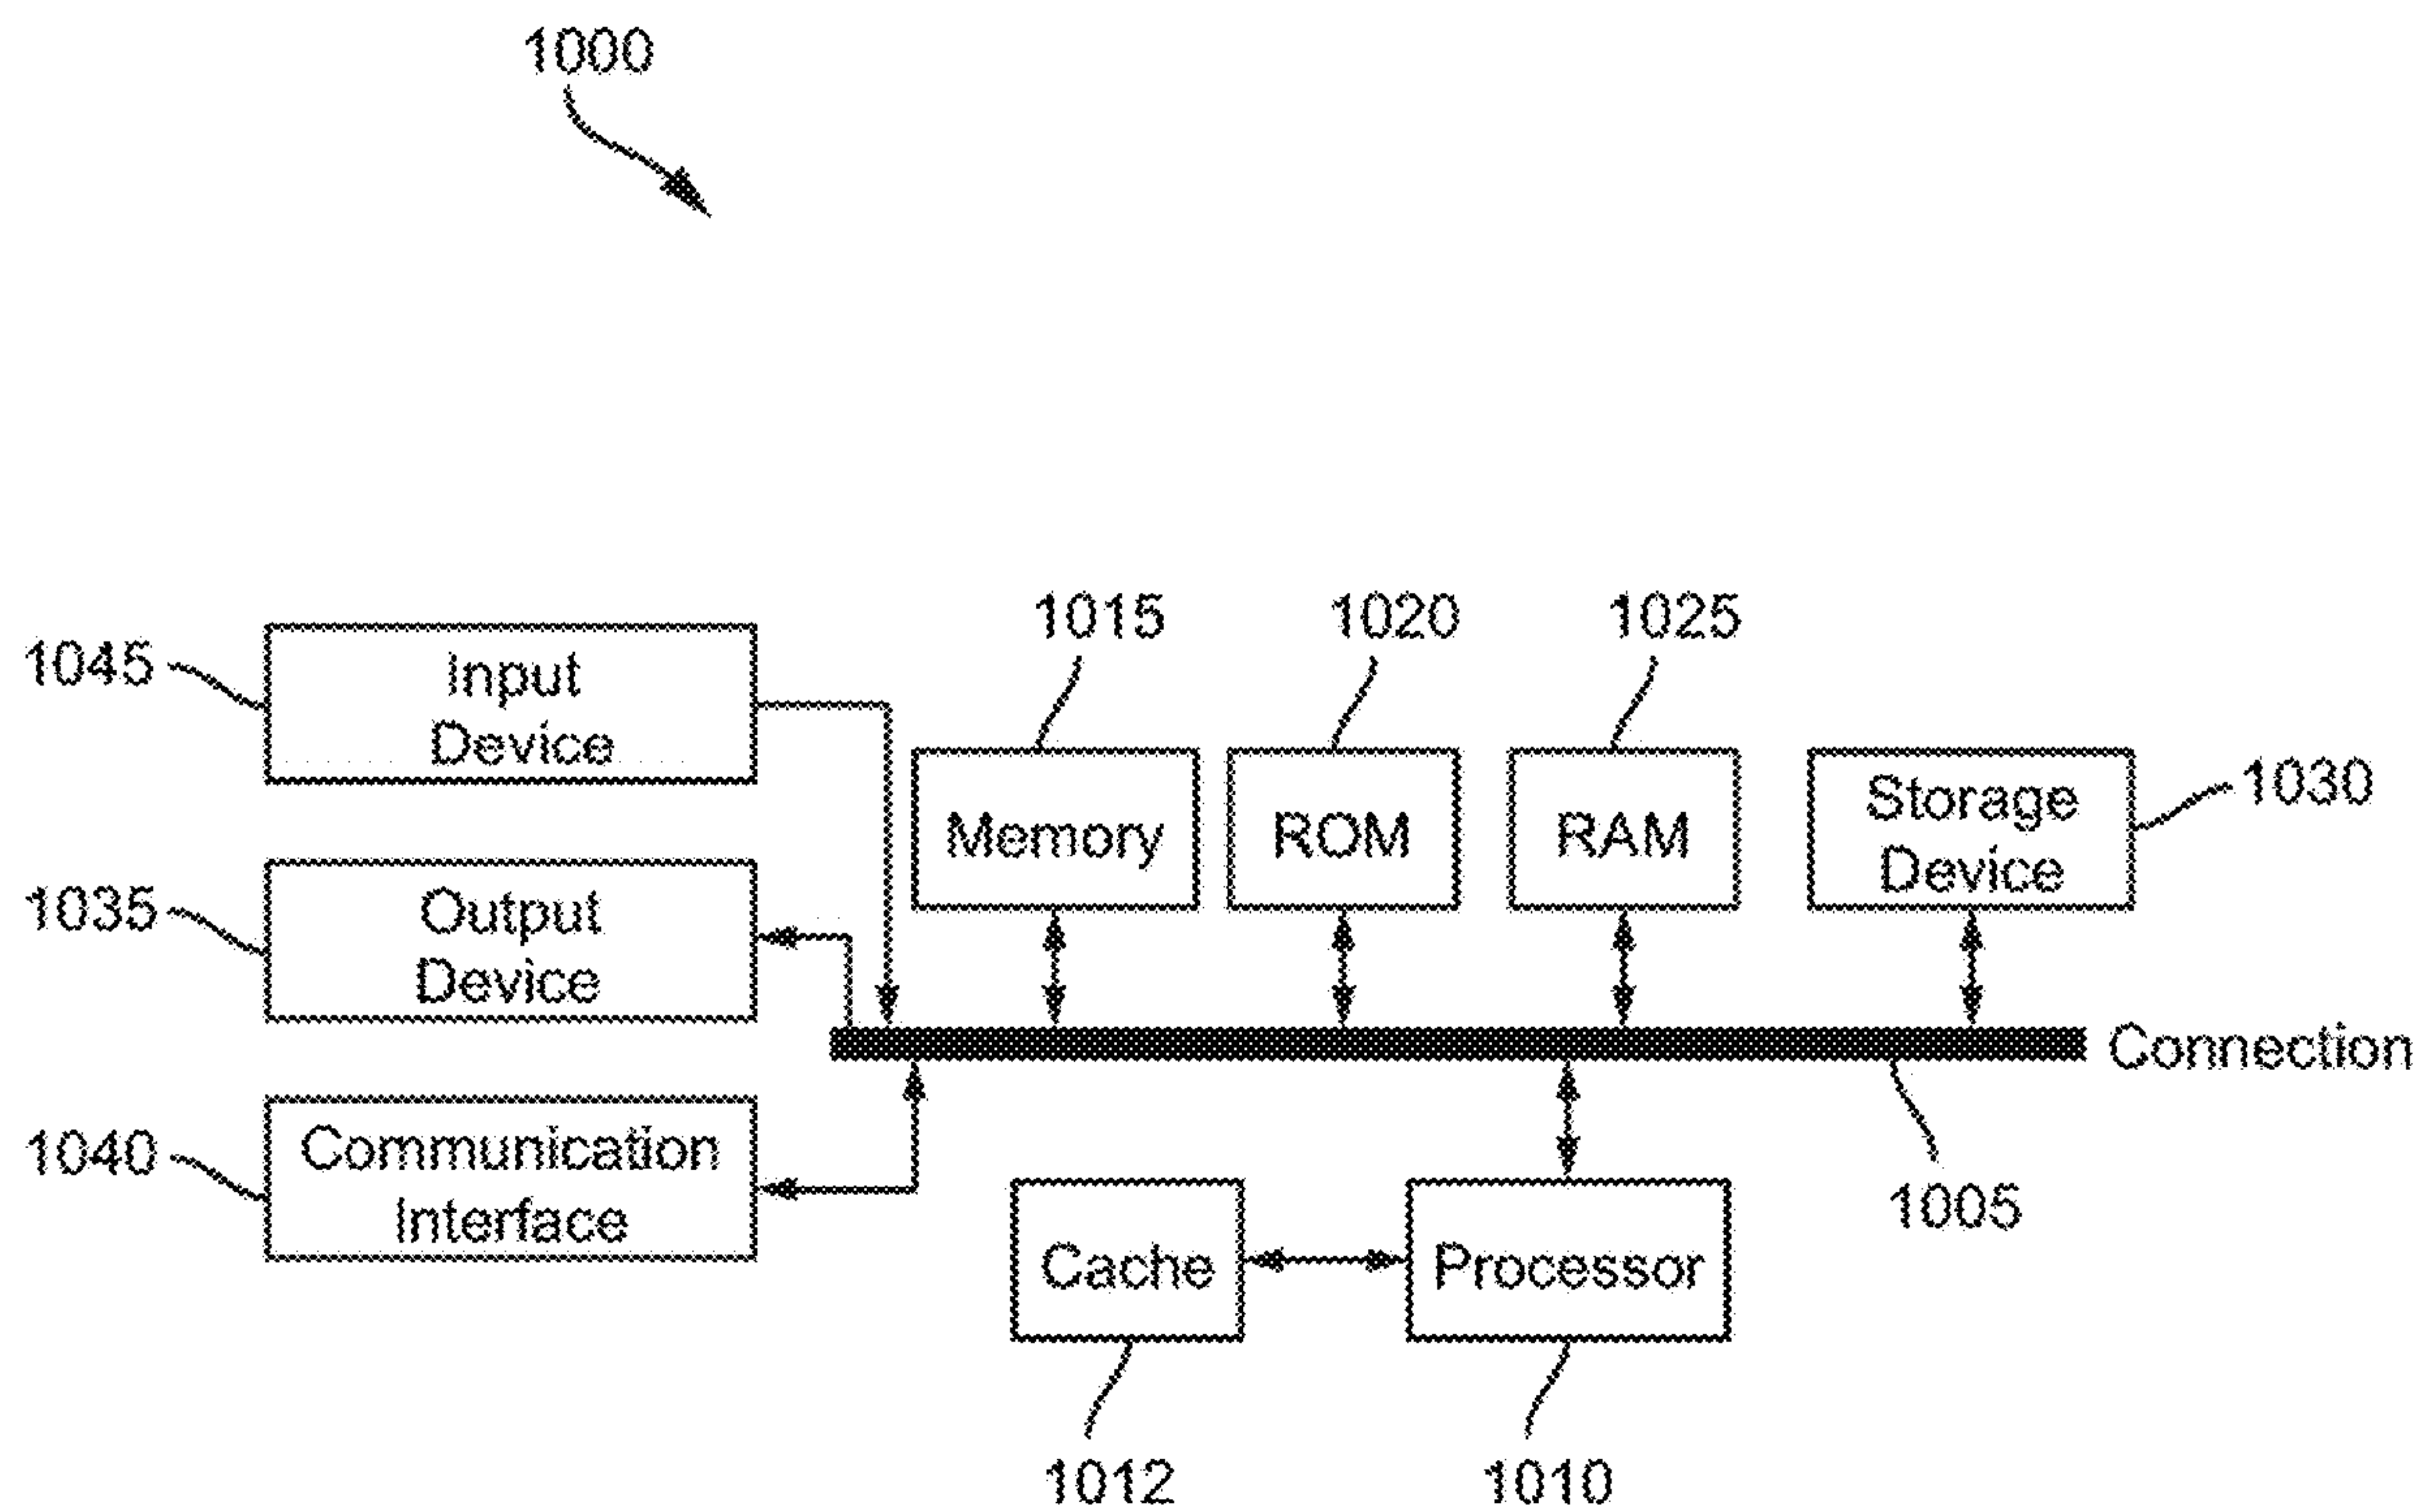 1000
1015
1020
1025
1045
Input
Device
1030
Storage
Device
Memory
ROM
RAM
1035
Output
Device
Connection
1040
Communication
Interface
1005
Cache
Processor
1012
1010